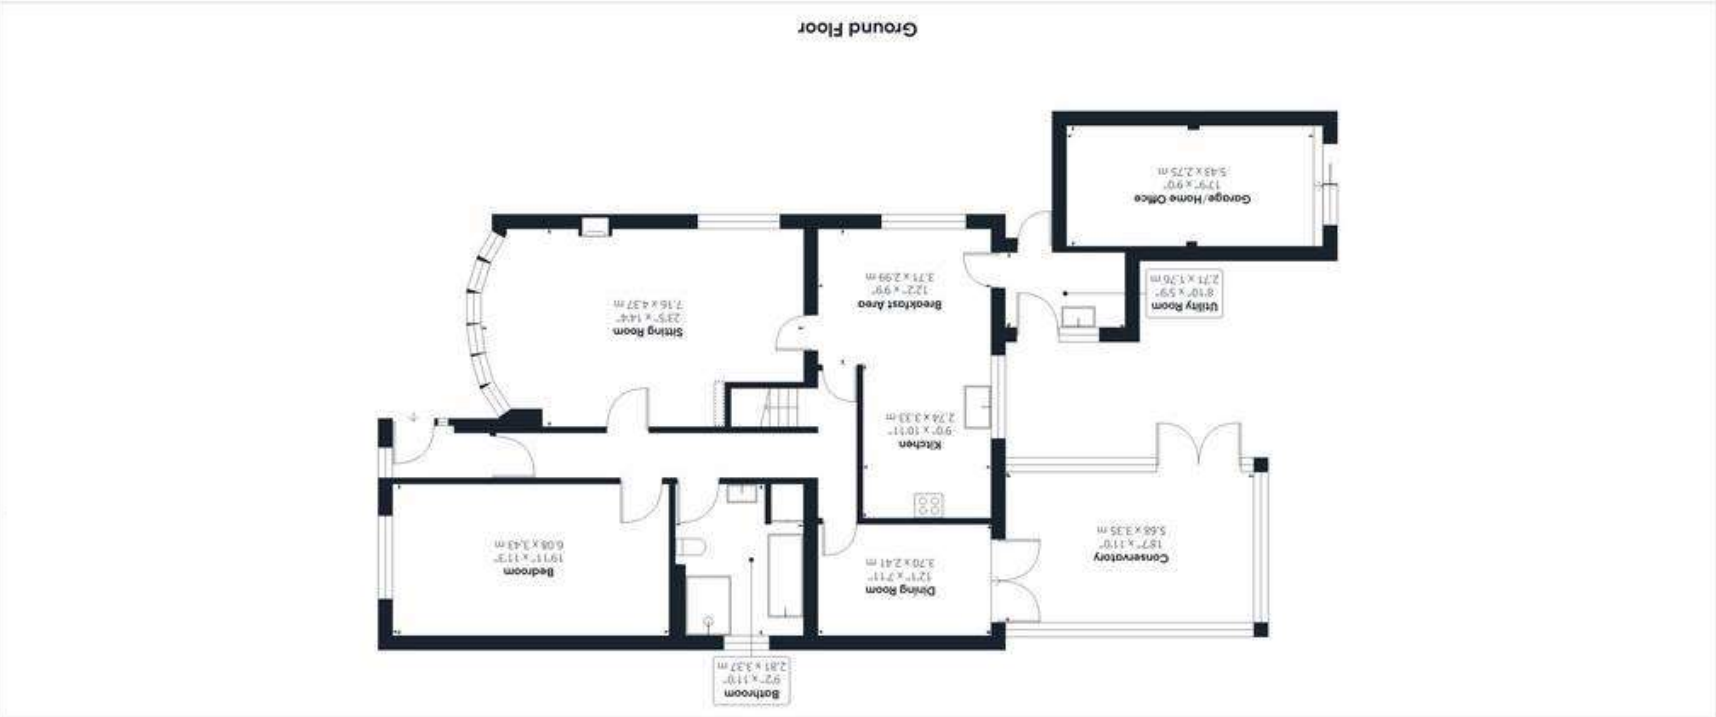 Bathroom
9'2" x 11'0"
2.81 x 3.37 m
Conservatory
18'7" x 11'0"
5.68 x 3.35 m
Dining Room
12'1" x 7'11"
3.70 x 2.41 m
Bedroom
19'11" x 11'3"
6.08 x 3.43 m
Kitchen
9'0" x 10'11"
2.74 x 3.33 m
Utility Room
8'10" x 5'9"
2.71 x 1.76 m
Breakfast Area
12'2" x 9'9"
3.71 x 2.99 m
Sitting Room
23'5" x 14'4"
7.16 x 4.37 m
Garage/Home Office
17'9" x 9'0"
5.43 x 2.75 m
Ground Floor